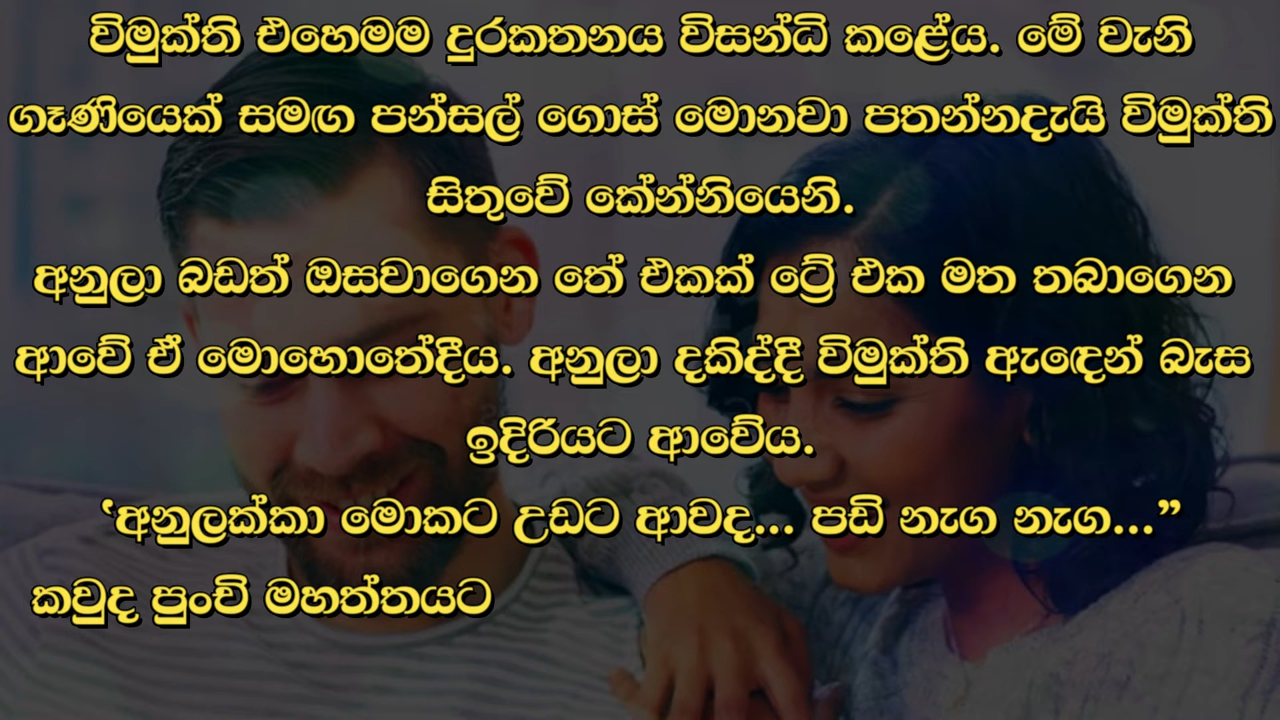 විමුක්ති එහෙමම දුරකතනය විසන්ධි කළේය. මේ වැනි
ගෑණියෙක් සමඟ පන්සල් ගොස් මොනවා පතන්නදැයි විමුක්ති
සිතුවේ කේන්තියෙනි.
අනුලා බඩත් ඔසවාගෙන තේ එකක් ට්‍රේ එක මත තබාගෙන
ආවේ ඒ මොහොතේදීය. අනුලා දකිද්දී විමුක්ති ඇඳෙන් බැස
ඉදිරියට ආවේය.
‛අනුලක්කා මොකට උඩට ආවද... පඩි නැග නැග...”
කවුද පුංචි මහත්තයට